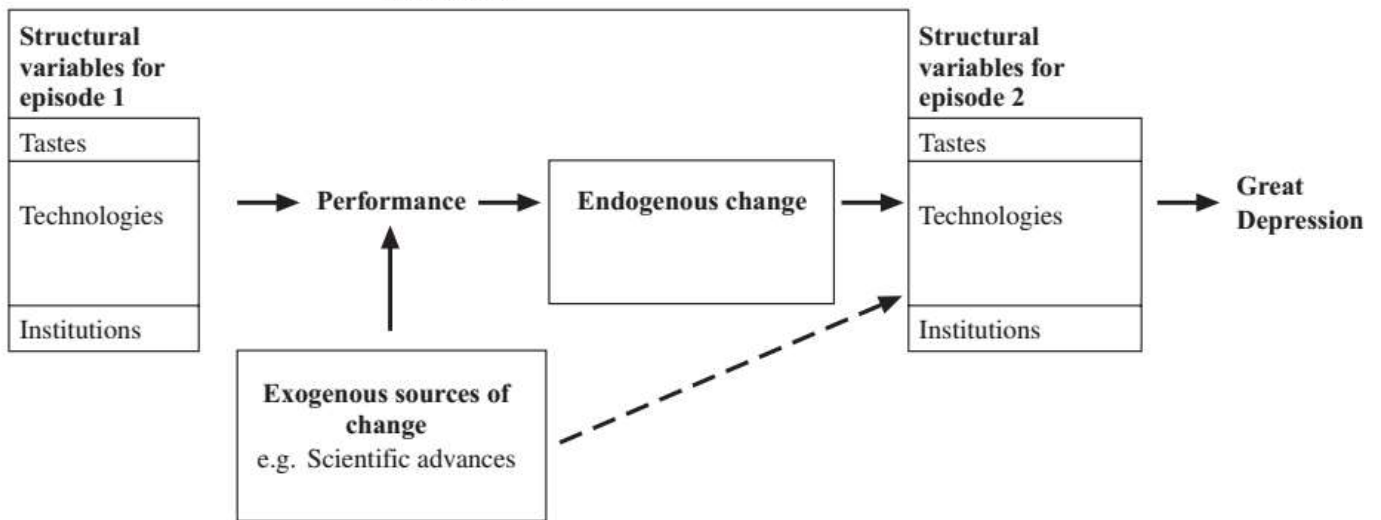 Structural
variables for
episode 1
Tastes
Technologies
Institutions
Performance
Endogenous change
Exogenous sources of
change
e.g. Scientific advances
Structural
variables for
episode 2
Tastes
Technologies
Institutions
Great
Depression